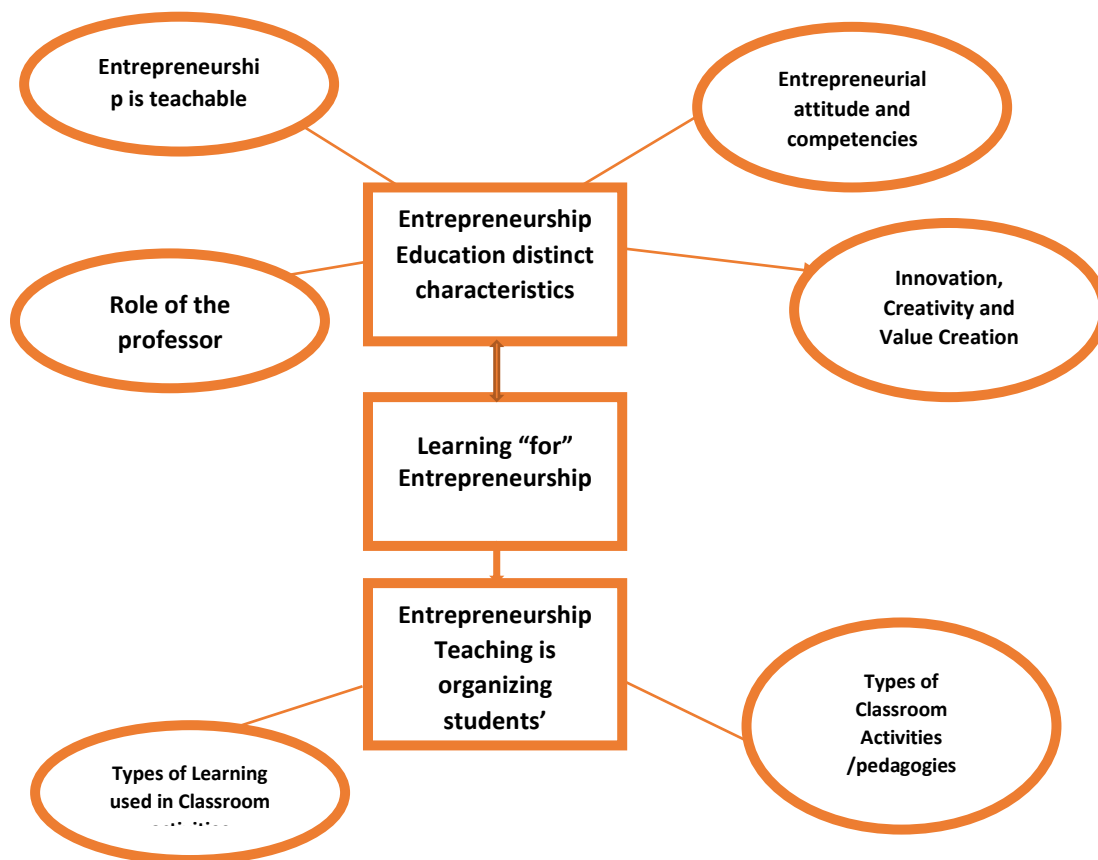 Entrepreneurshi
p is teachable
Entrepreneurial
attitude and
competencies
Entrepreneurship
Education distinct
characteristics
Role of the
professor
Innovation,
Creativity and
Value Creation
Learning “for”
Entrepreneurship
Entrepreneurship
Teaching is
organizing
students’
Types of
Classroom
Activities
/pedagogies
Types of Learning
used in Classroom